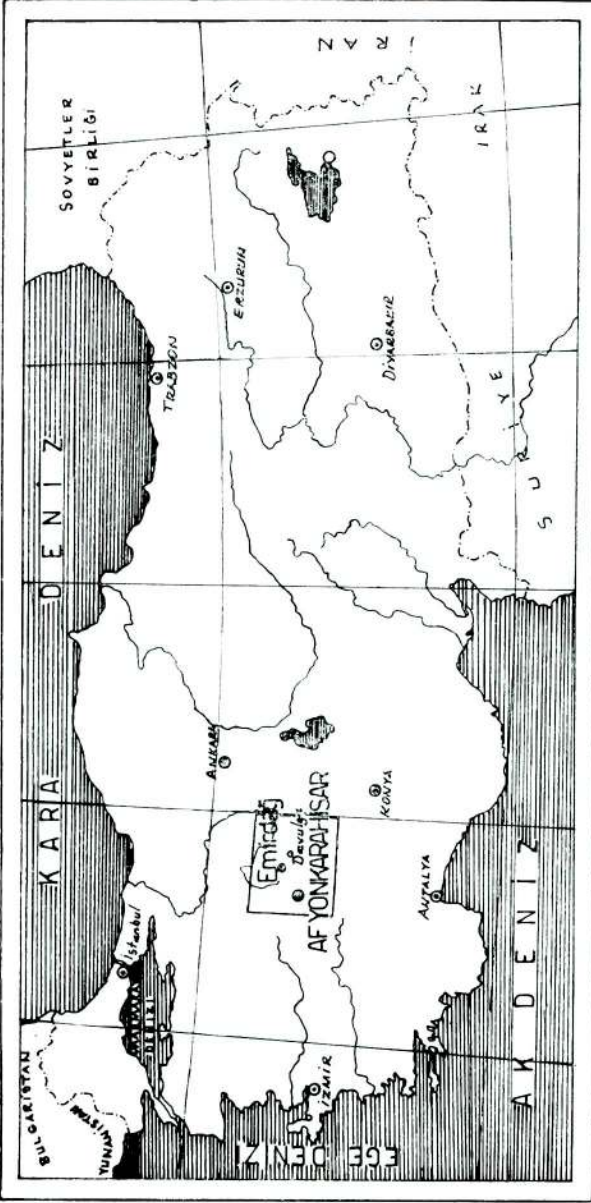 BULGARİSTAN
YUNANİSTAN
KARA DENİZ
SOVYETLER
BİRLİĞİ
İstanbul
MARMARA
DENİZİ
TRABZON
ANKARA
ERZURUN
Emirdağ
AFYONKARAHİSAR
İZMİR
EGE DENİZİ
KONYA
DİYARBAKIR
ANTALYA
AK DENİZ
SURİYE
IRAK
RAN